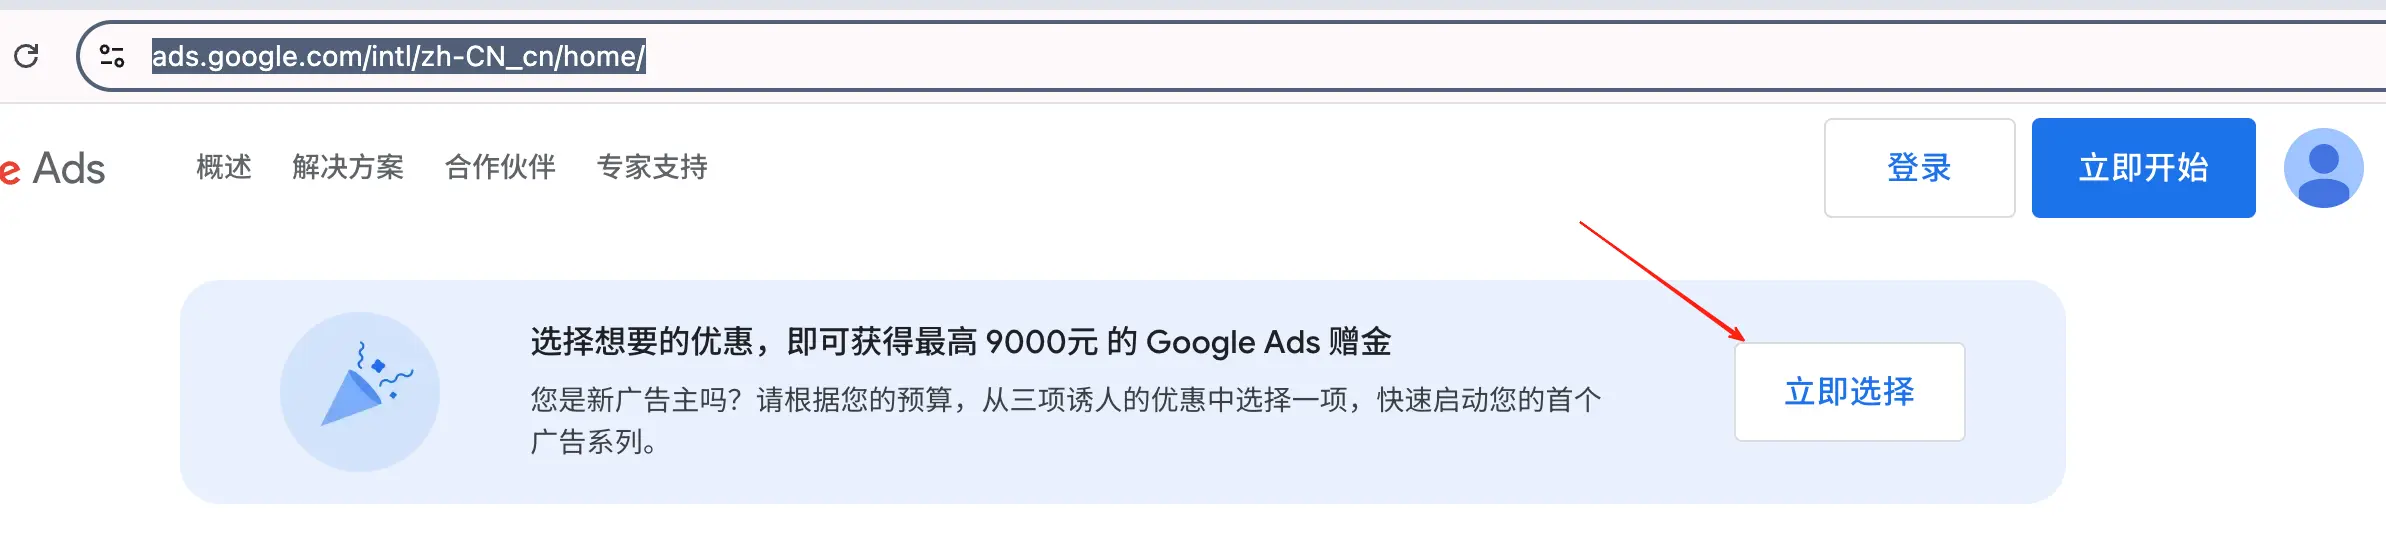 ads.google.com/intl/zh-CN_cn/home/
e Ads
概述
解决方案
合作伙伴
专家支持
登录
立即开始
选择想要的优惠，即可获得最高 9000元 的 Google Ads 赠金
您是新广告主吗？请根据您的预算，从三项诱人的优惠中选择一项，快速启动您的首个
广告系列。
立即选择